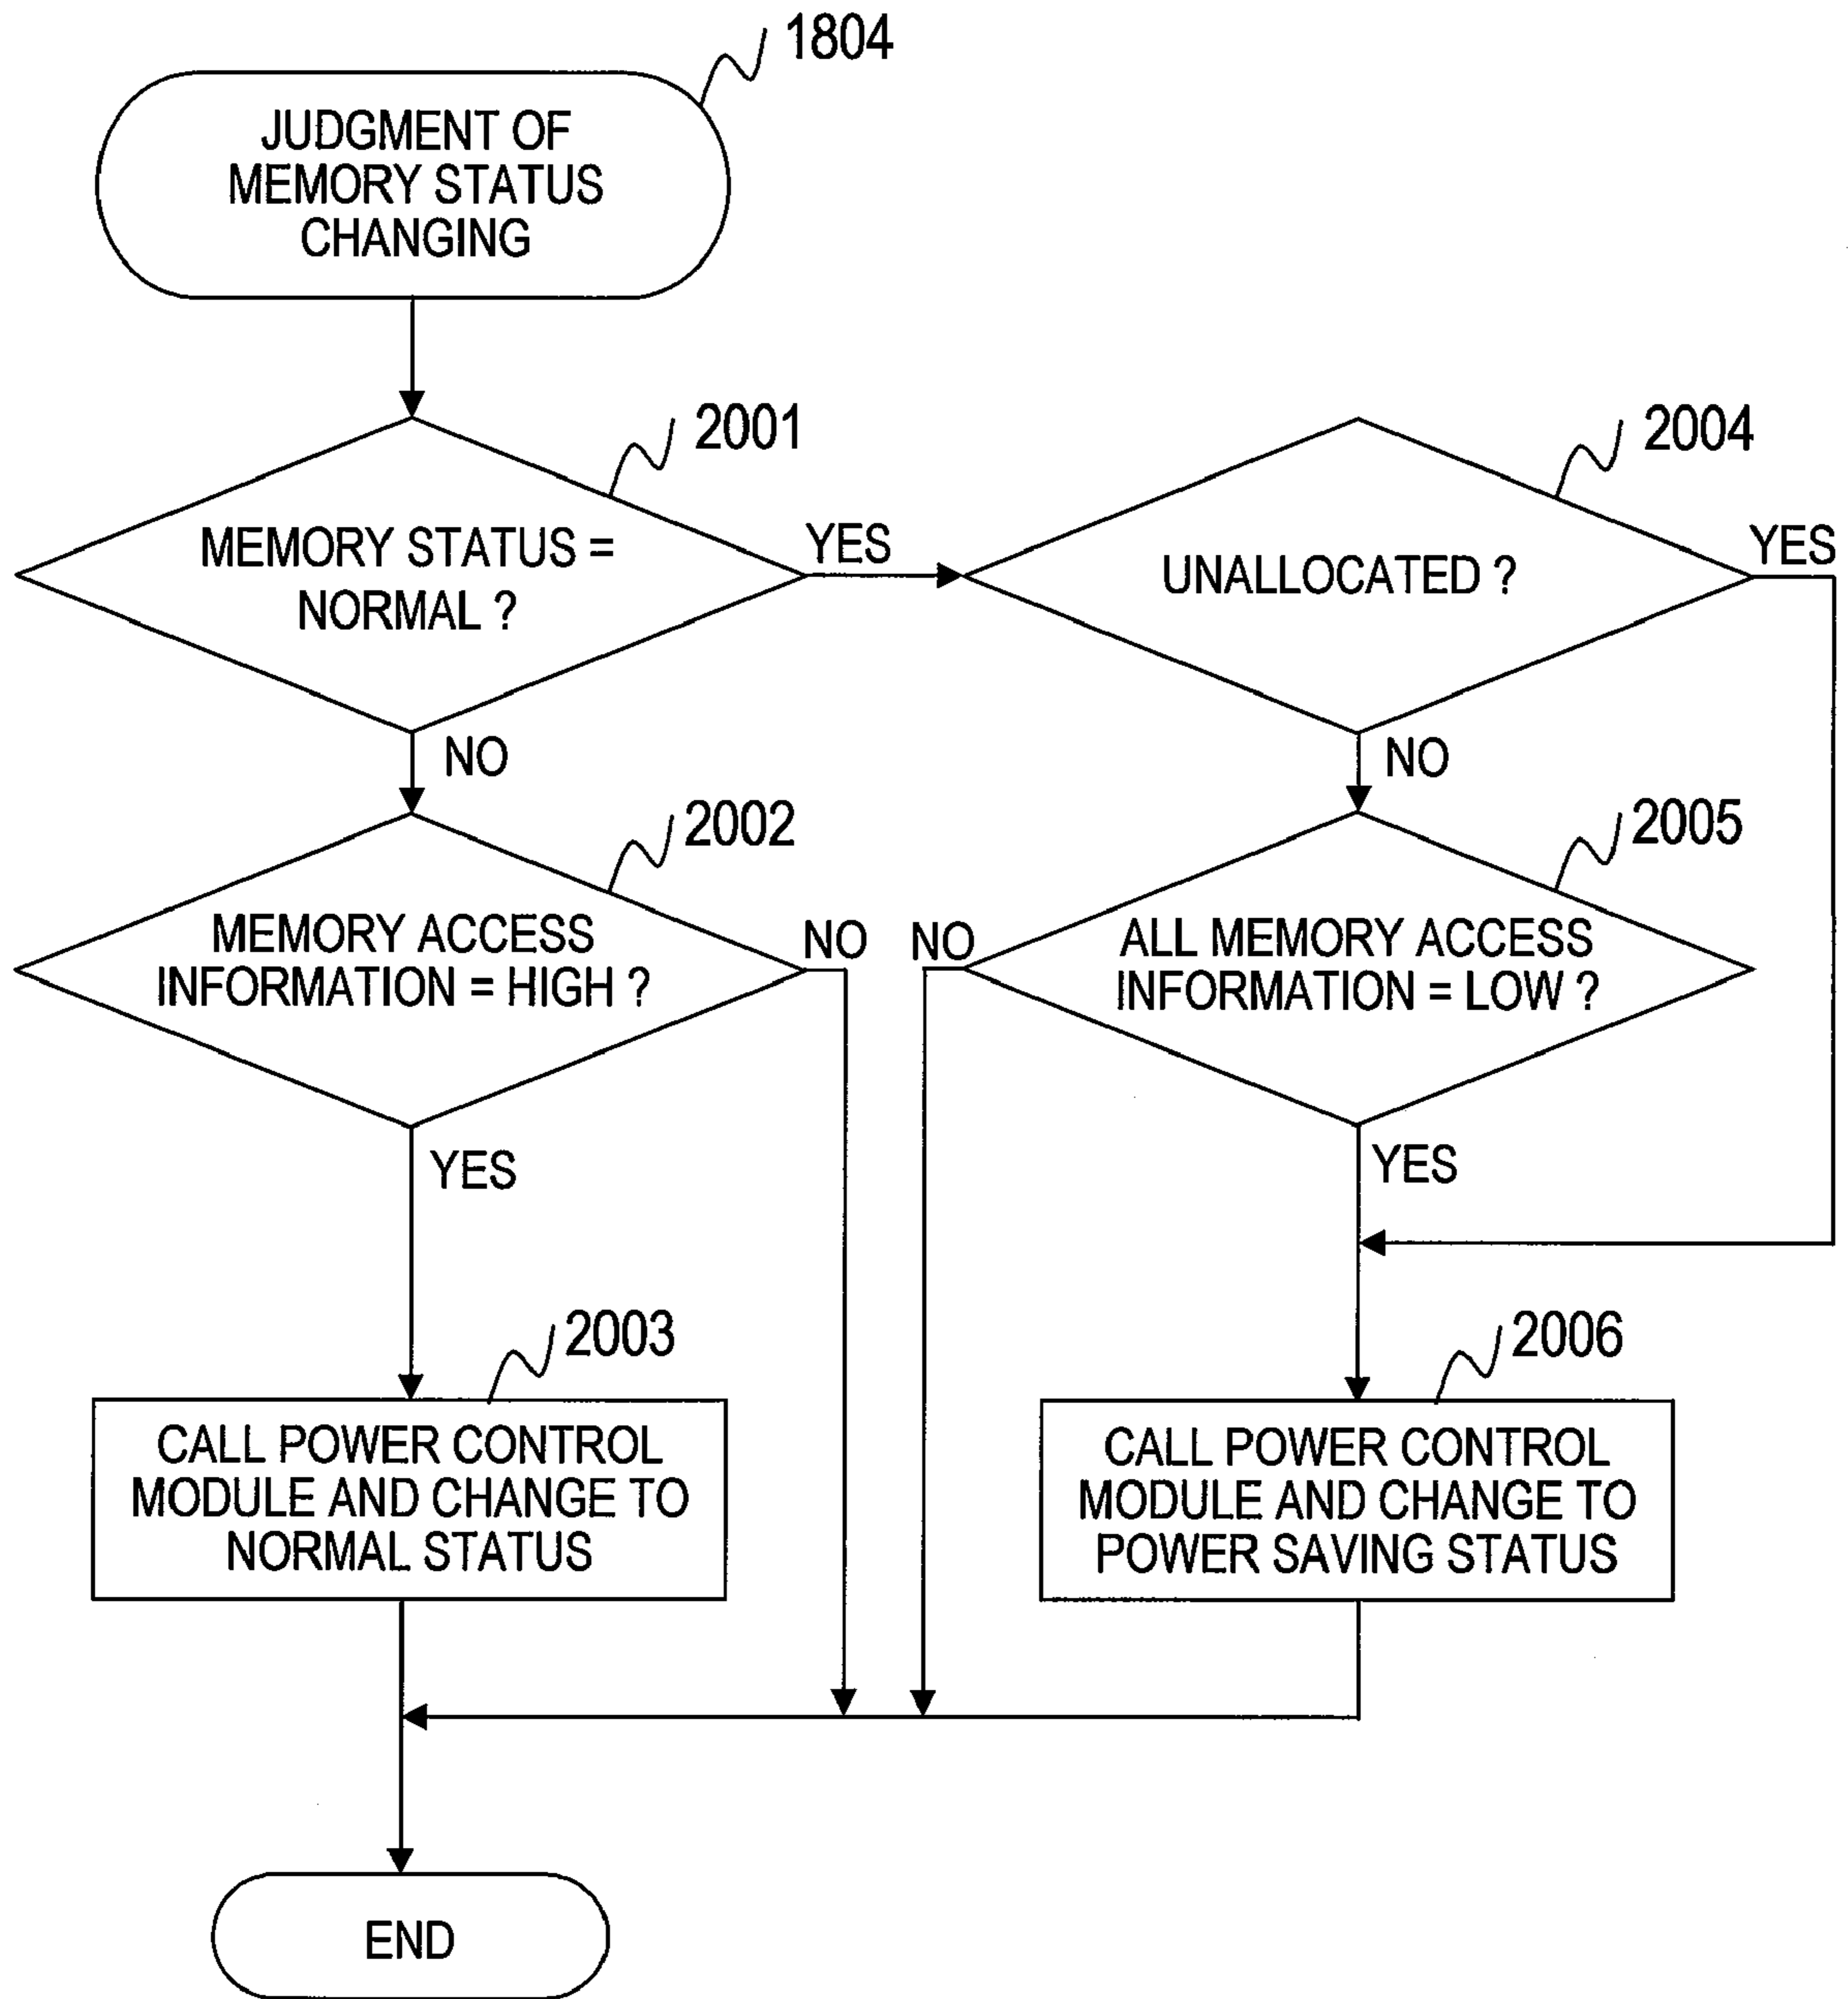 1804
JUDGMENT OF
MEMORY STATUS
CHANGING
2001
MEMORY STATUS =
NORMAL ?
YES
NO
2004
UNALLOCATED ?
YES
NO
2002
MEMORY ACCESS
INFORMATION = HIGH ?
NO
YES
2005
ALL MEMORY ACCESS
INFORMATION = LOW ?
NO
YES
2003
CALL POWER CONTROL
MODULE AND CHANGE TO
NORMAL STATUS
2006
CALL POWER CONTROL
MODULE AND CHANGE TO
POWER SAVING STATUS
END